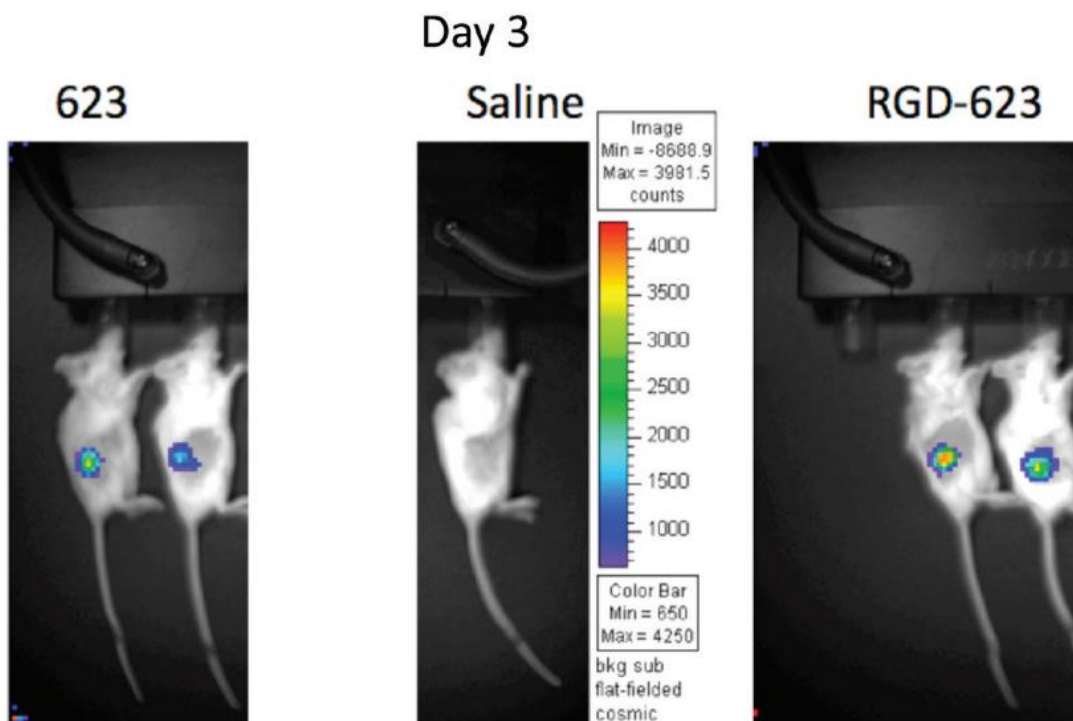 Day 3
623
Saline
RGD-623
Image
Min = -8688.9
Max = 3981.5
counts
4000
3500
3000
2500
2000
1500
1000
Color Bar
Min = 650
Max = 4250
bkg sub
flat-fielded
cosmic